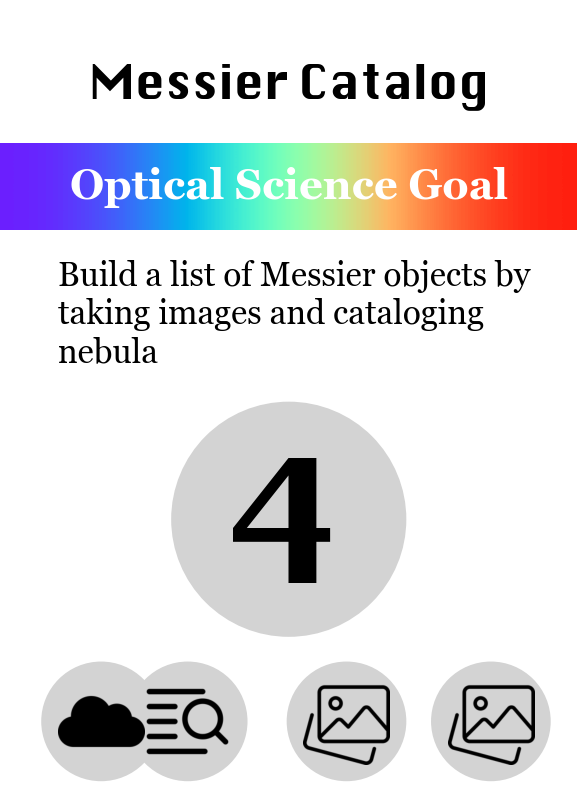 Messier Catalog
Optical Science Goal
Build a list of Messier objects by
taking images and cataloging
nebula
4